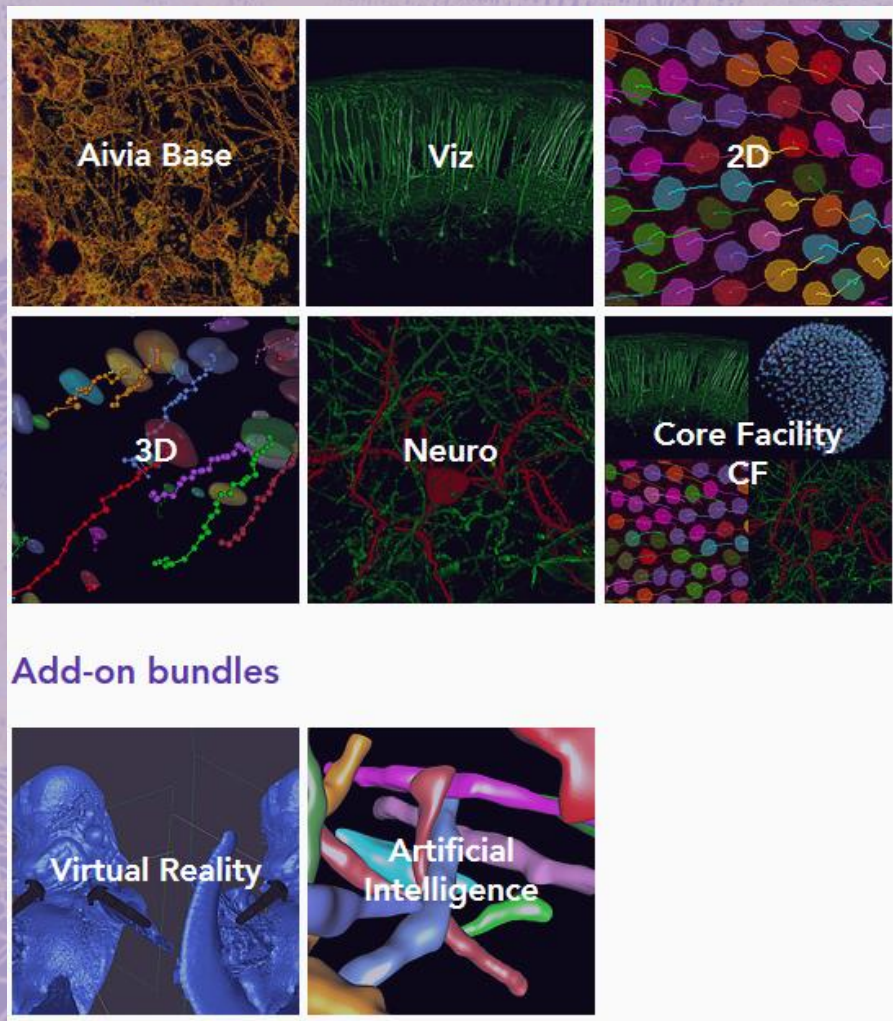 Aivia Base
Viz
2D
3D
Neuro
Core Facility
CF
Add-on bundles
Virtual Reality
Artificial
Intelligence